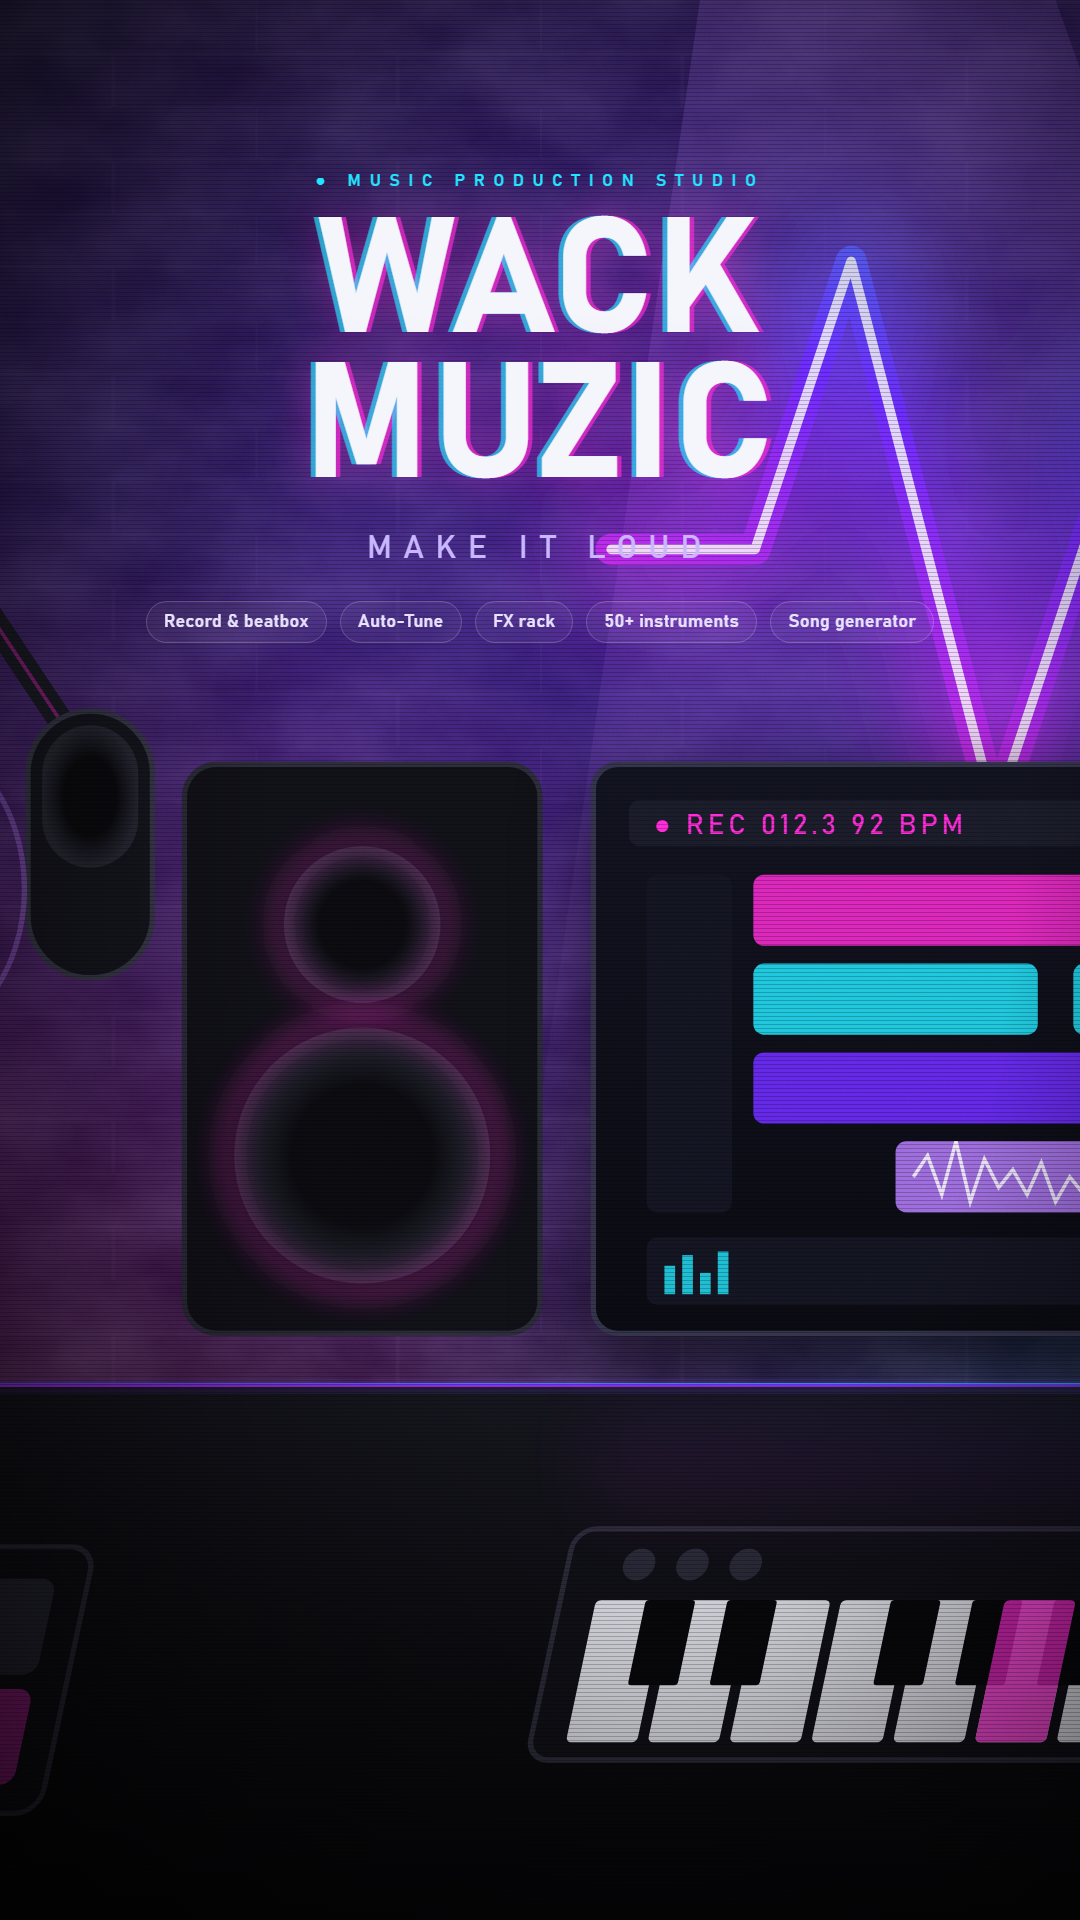 MUSIC PRODUCTION STUDIO
WACK
MUZIC
MAKE IT LOUD
Record & beatbox
Auto-Tune
FX rack
50+ instruments
Song generator
REC 012.3 92 BPM